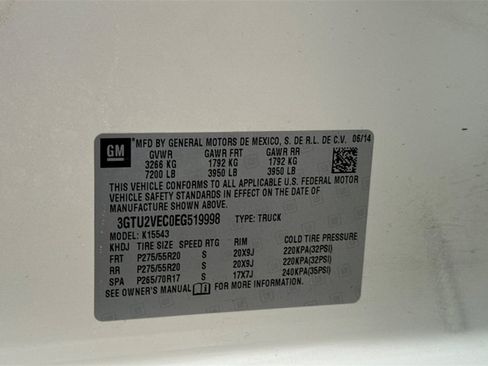 GM
MFD BY GENERAL MOTORS DE MEXICO, S. DE R.L. DE C.V. 06/14
GVWR GAWR FRT GAWR RR
3266 KG 1792 KG 1792 KG
7200 LB 3950 LB 3950 LB
THIS VEHICLE CONFORMS TO ALL APPLICABLE U.S. FEDERAL MOTOR
VEHICLE SAFETY STANDARDS IN EFFECT ON THE DATE OF
MANUFACTURE SHOWN ABOVE.
3GTU2VEC0EG519998 TYPE: TRUCK
MODEL: K15543
KHDJ TIRE SIZE SPEED RTG RIM COLD TIRE PRESSURE
FRT P275/55R20 S 20X9J 220KPA(32PSI)
RR P275/55R20 S 20X9J 220KPA(32PSI)
SPA P265/70R17 S 17X7J 240KPA(35PSI)
SEE OWNER'S MANUAL FOR MORE INFORMATION